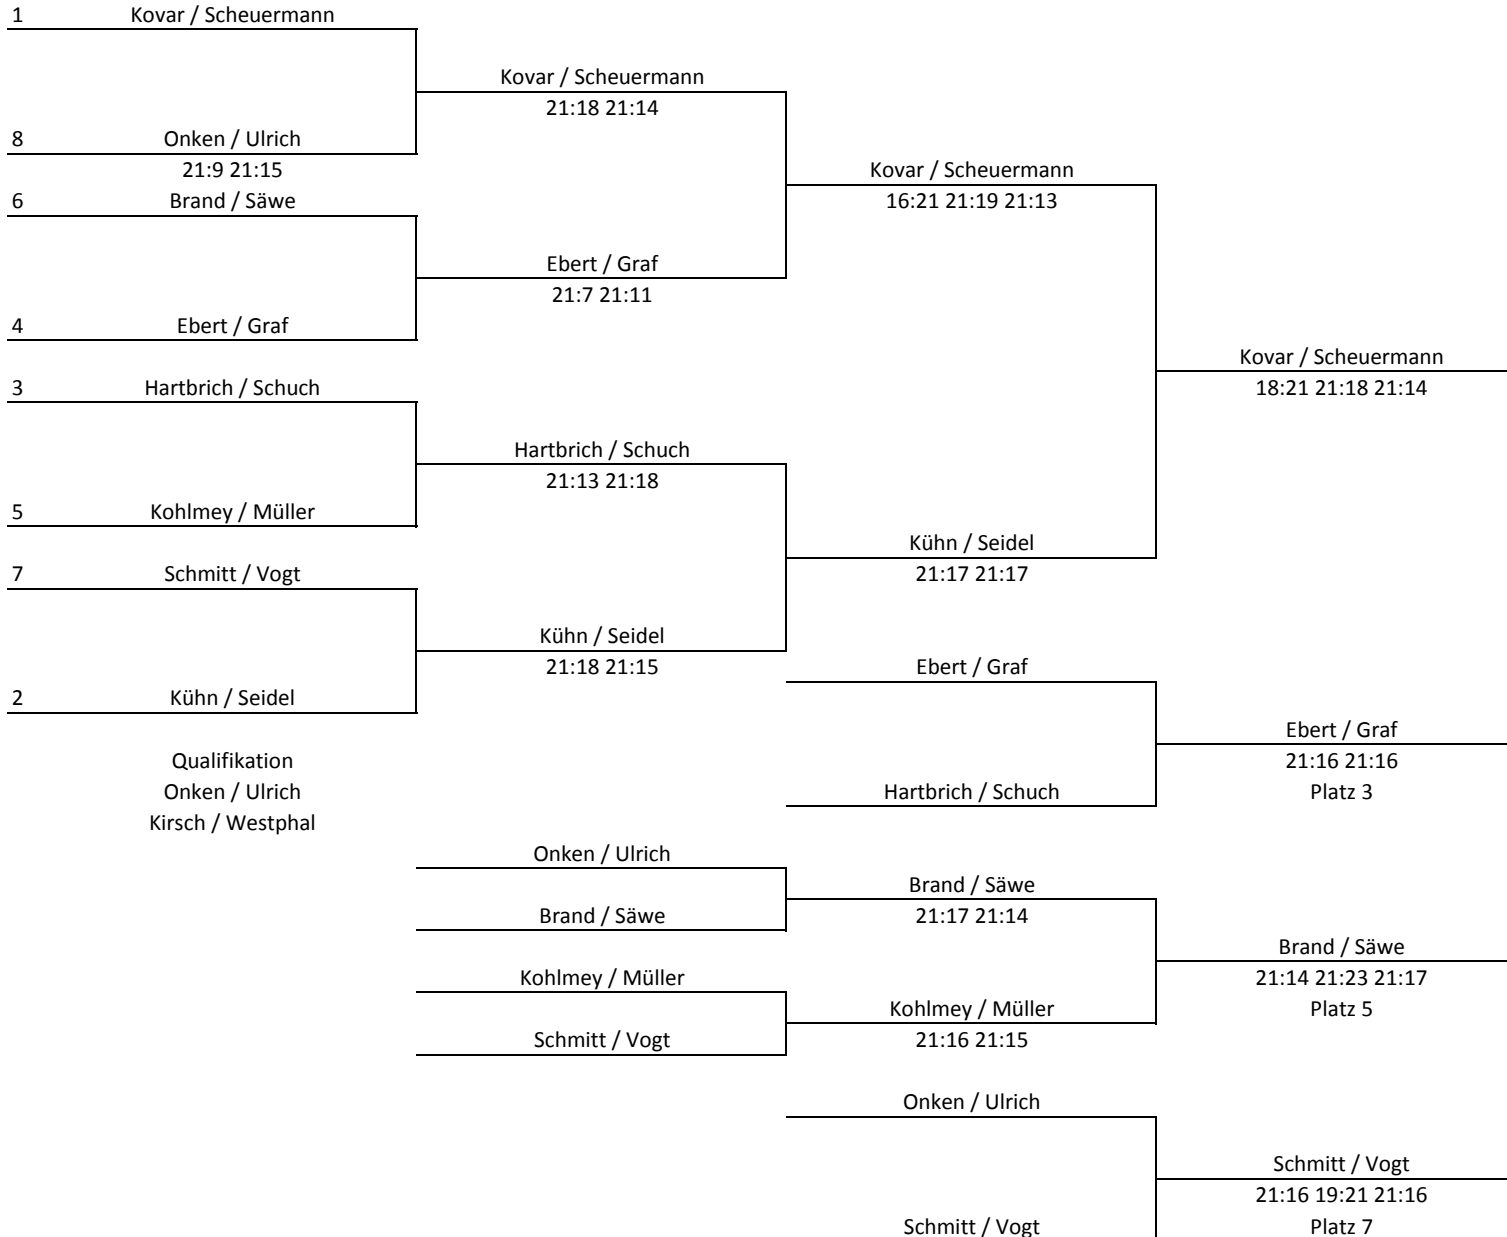 1 Kovar / Scheuermann
Kovar / Scheuermann
21:18 21:14
8 Onken / Ulrich
21:9 21:15
Kovar / Scheuermann
16:21 21:19 21:13
6 Brand / Säwe
Ebert / Graf
21:7 21:11
4 Ebert / Graf
Kovar / Scheuermann
18:21 21:18 21:14
3 Hartbrich / Schuch
Hartbrich / Schuch
21:13 21:18
5 Kohlmey / Müller
Kühn / Seidel
21:17 21:17
7 Schmitt / Vogt
Kühn / Seidel
21:18 21:15
Ebert / Graf
2 Kühn / Seidel
Ebert / Graf
21:16 21:16
Platz 3
Qualifikation
Onken / Ulrich
Kirsch / Westphal
Hartbrich / Schuch
Onken / Ulrich
Brand / Säwe
21:17 21:14
Brand / Säwe
Brand / Säwe
21:14 21:23 21:17
Platz 5
Kohlmey / Müller
Kohlmey / Müller
21:16 21:15
Schmitt / Vogt
Onken / Ulrich
Schmitt / Vogt
21:16 19:21 21:16
Platz 7
Schmitt / Vogt